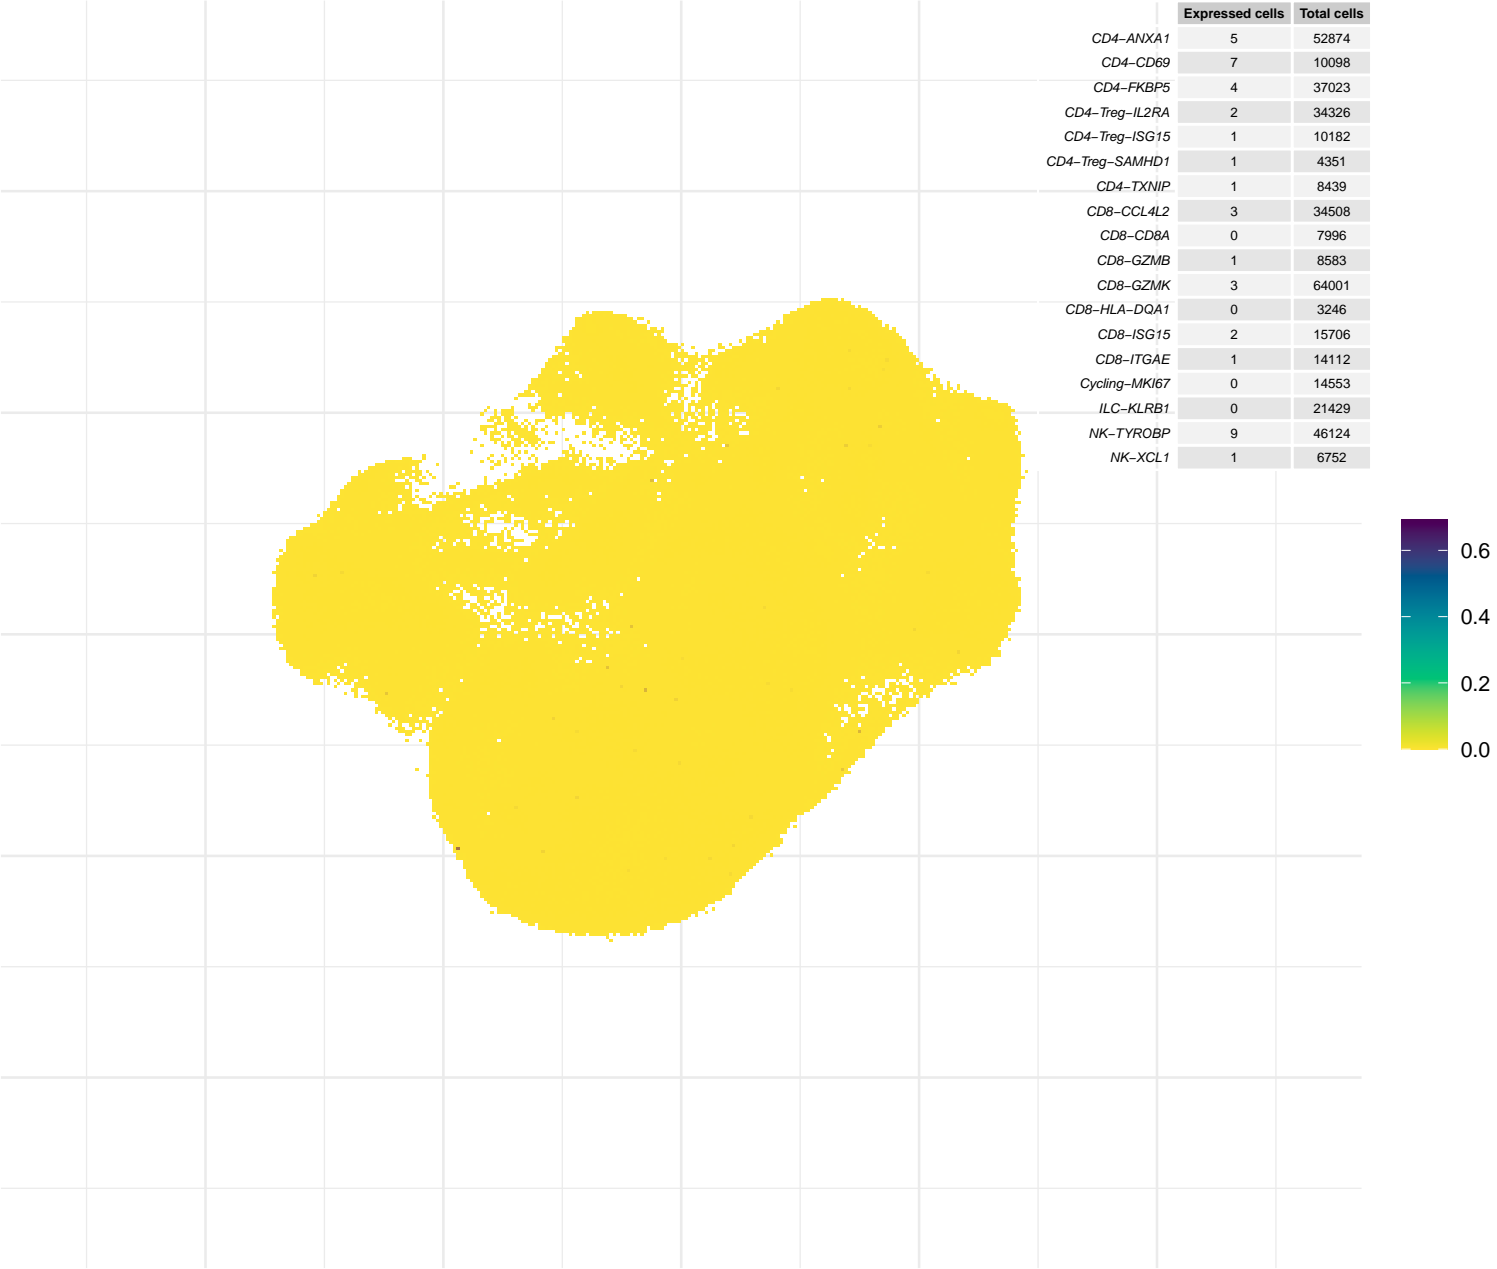 Expressed cells Total cells
CD4−ANXA1 5 52874
CD4−CD69 7 10098
CD4−FKBP5 4 37023
CD4−Treg−IL2RA 2 34326
CD4−Treg−ISG15 1 10182
CD4−Treg−SAMHD1 1 4351
CD4−TXNIP 1 8439
CD8−CCL4L2 3 34508
CD8−CD8A 0 7996
CD8−GZMB 1 8583
CD8−GZMK 3 64001
CD8−HLA−DQA1 0 3246
CD8−ISG15 2 15706
CD8−ITGAE 1 14112
Cycling−MKI67 0 14553
ILC−KLRB1 0 21429
NK−TYROBP 9 46124
NK−XCL1 1 6752
0.6
0.4
0.2
0.0